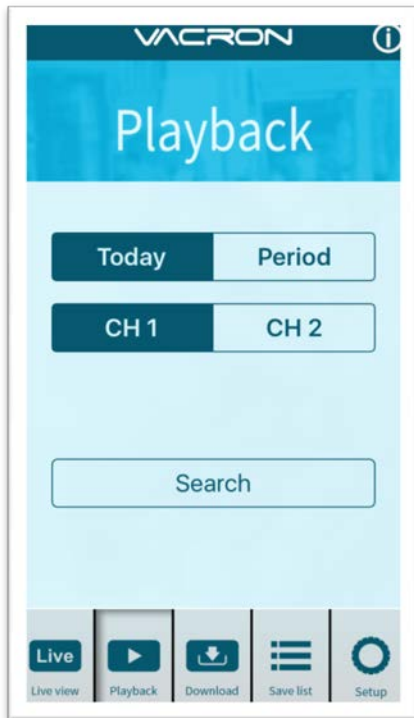 VACRON i
Playback
Today Period
CH 1 CH 2
Search
Live
Live view Playback Download Save list Setup